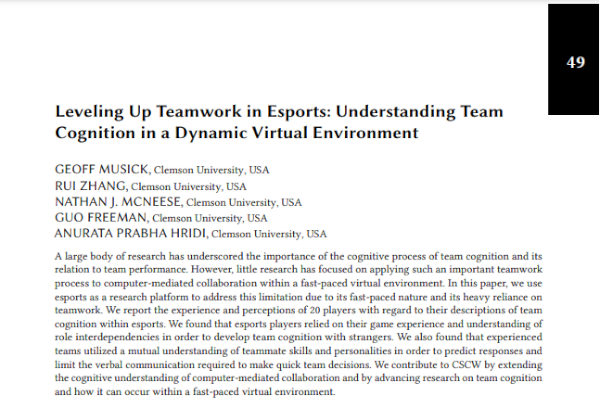 49
Leveling Up Teamwork in Esports: Understanding Team
Cognition in a Dynamic Virtual Environment
GEOFF MUSICK, Clemson University, USA
RUI ZHANG, Clemson University, USA
NATHAN J. MCNEESE, Clemson University, USA
GUO FREEMAN, Clemson University, USA
ANURATA PRABHA HRIDI, Clemson University, USA
A large body of research has underscored the importance of the cognitive process of team cognition and its
relation to team performance. However, little research has focused on applying such an important teamwork
process to computer-mediated collaboration within a fast-paced virtual environment. In this paper, we use
esports as a research platform to address this limitation due to its fast-paced nature and its heavy reliance on
teamwork. We report the experience and perceptions of 20 players with regard to their descriptions of team
cognition within esports. We found that esports players relied on their game experience and understanding of
role interdependencies in order to develop team cognition with strangers. We also found that experienced
teams utilized a mutual understanding of teammate skills and personalities in order to predict responses and
limit the verbal communication required to make quick team decisions. We contribute to CSCW by extending
the cognitive understanding of computer-mediated collaboration and by advancing research on team cognition
and how it can occur within a fast-paced virtual environment.